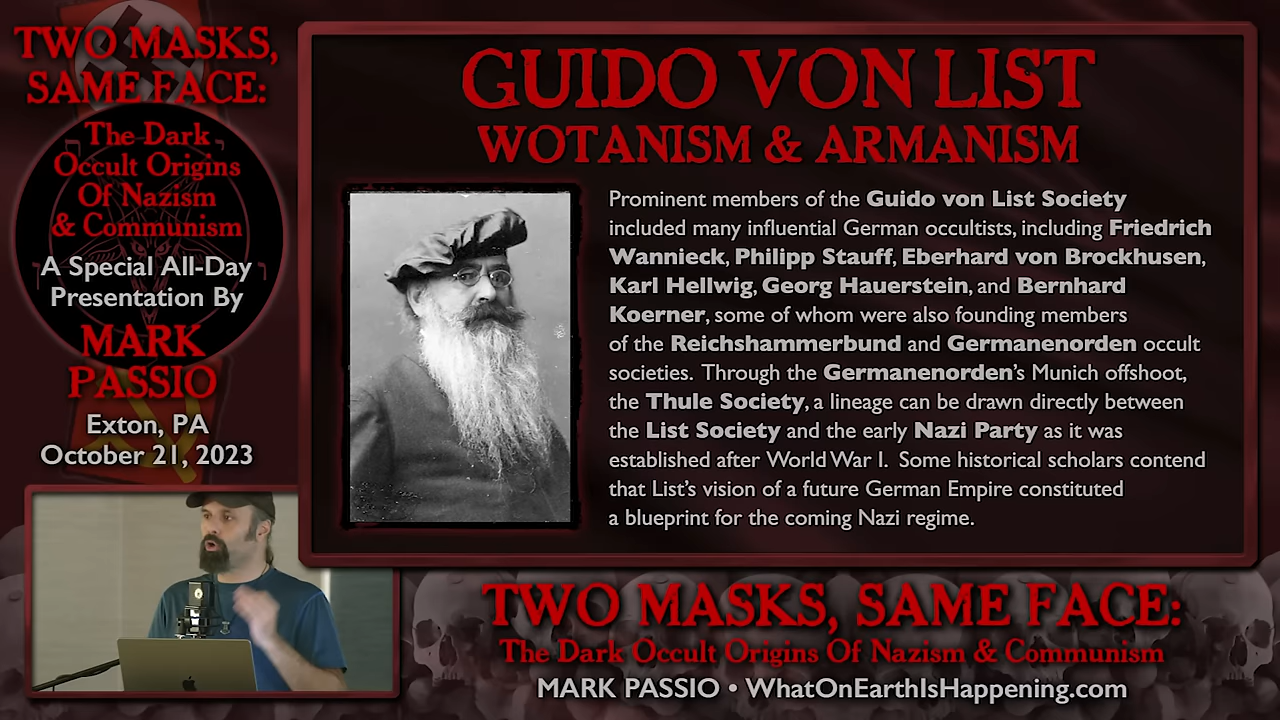 TWO MASKS,
SAME FACE:
The Dark
Occult Origins
Of Nazism
& Communism
A Special All-Day
Presentation By
MARK
PASSIO
Exton, PA
October 21, 2023
GUIDO VON LIST
WOTANISM & ARMANISM
Prominent members of the Guido von List Society
included many influential German occultists, including Friedrich
Wannieck, Philipp Stauff, Eberhard von Brockhusen,
Karl Hellwig, Georg Hauerstein, and Bernhard
Koerner, some of whom were also founding members
of the Reichshammerbund and Germanenorden occult
societies. Through the Germanenorden's Munich offshoot,
the Thule Society, a lineage can be drawn directly between
the List Society and the early Nazi Party as it was
established after World War I. Some historical scholars contend
that List's vision of a future German Empire constituted
a blueprint for the coming Nazi regime.
TWO MASKS, SAME FACE:
The Dark Occult Origins Of Nazism & Communism
MARK PASSIO • WhatOnEarthIsHappening.com